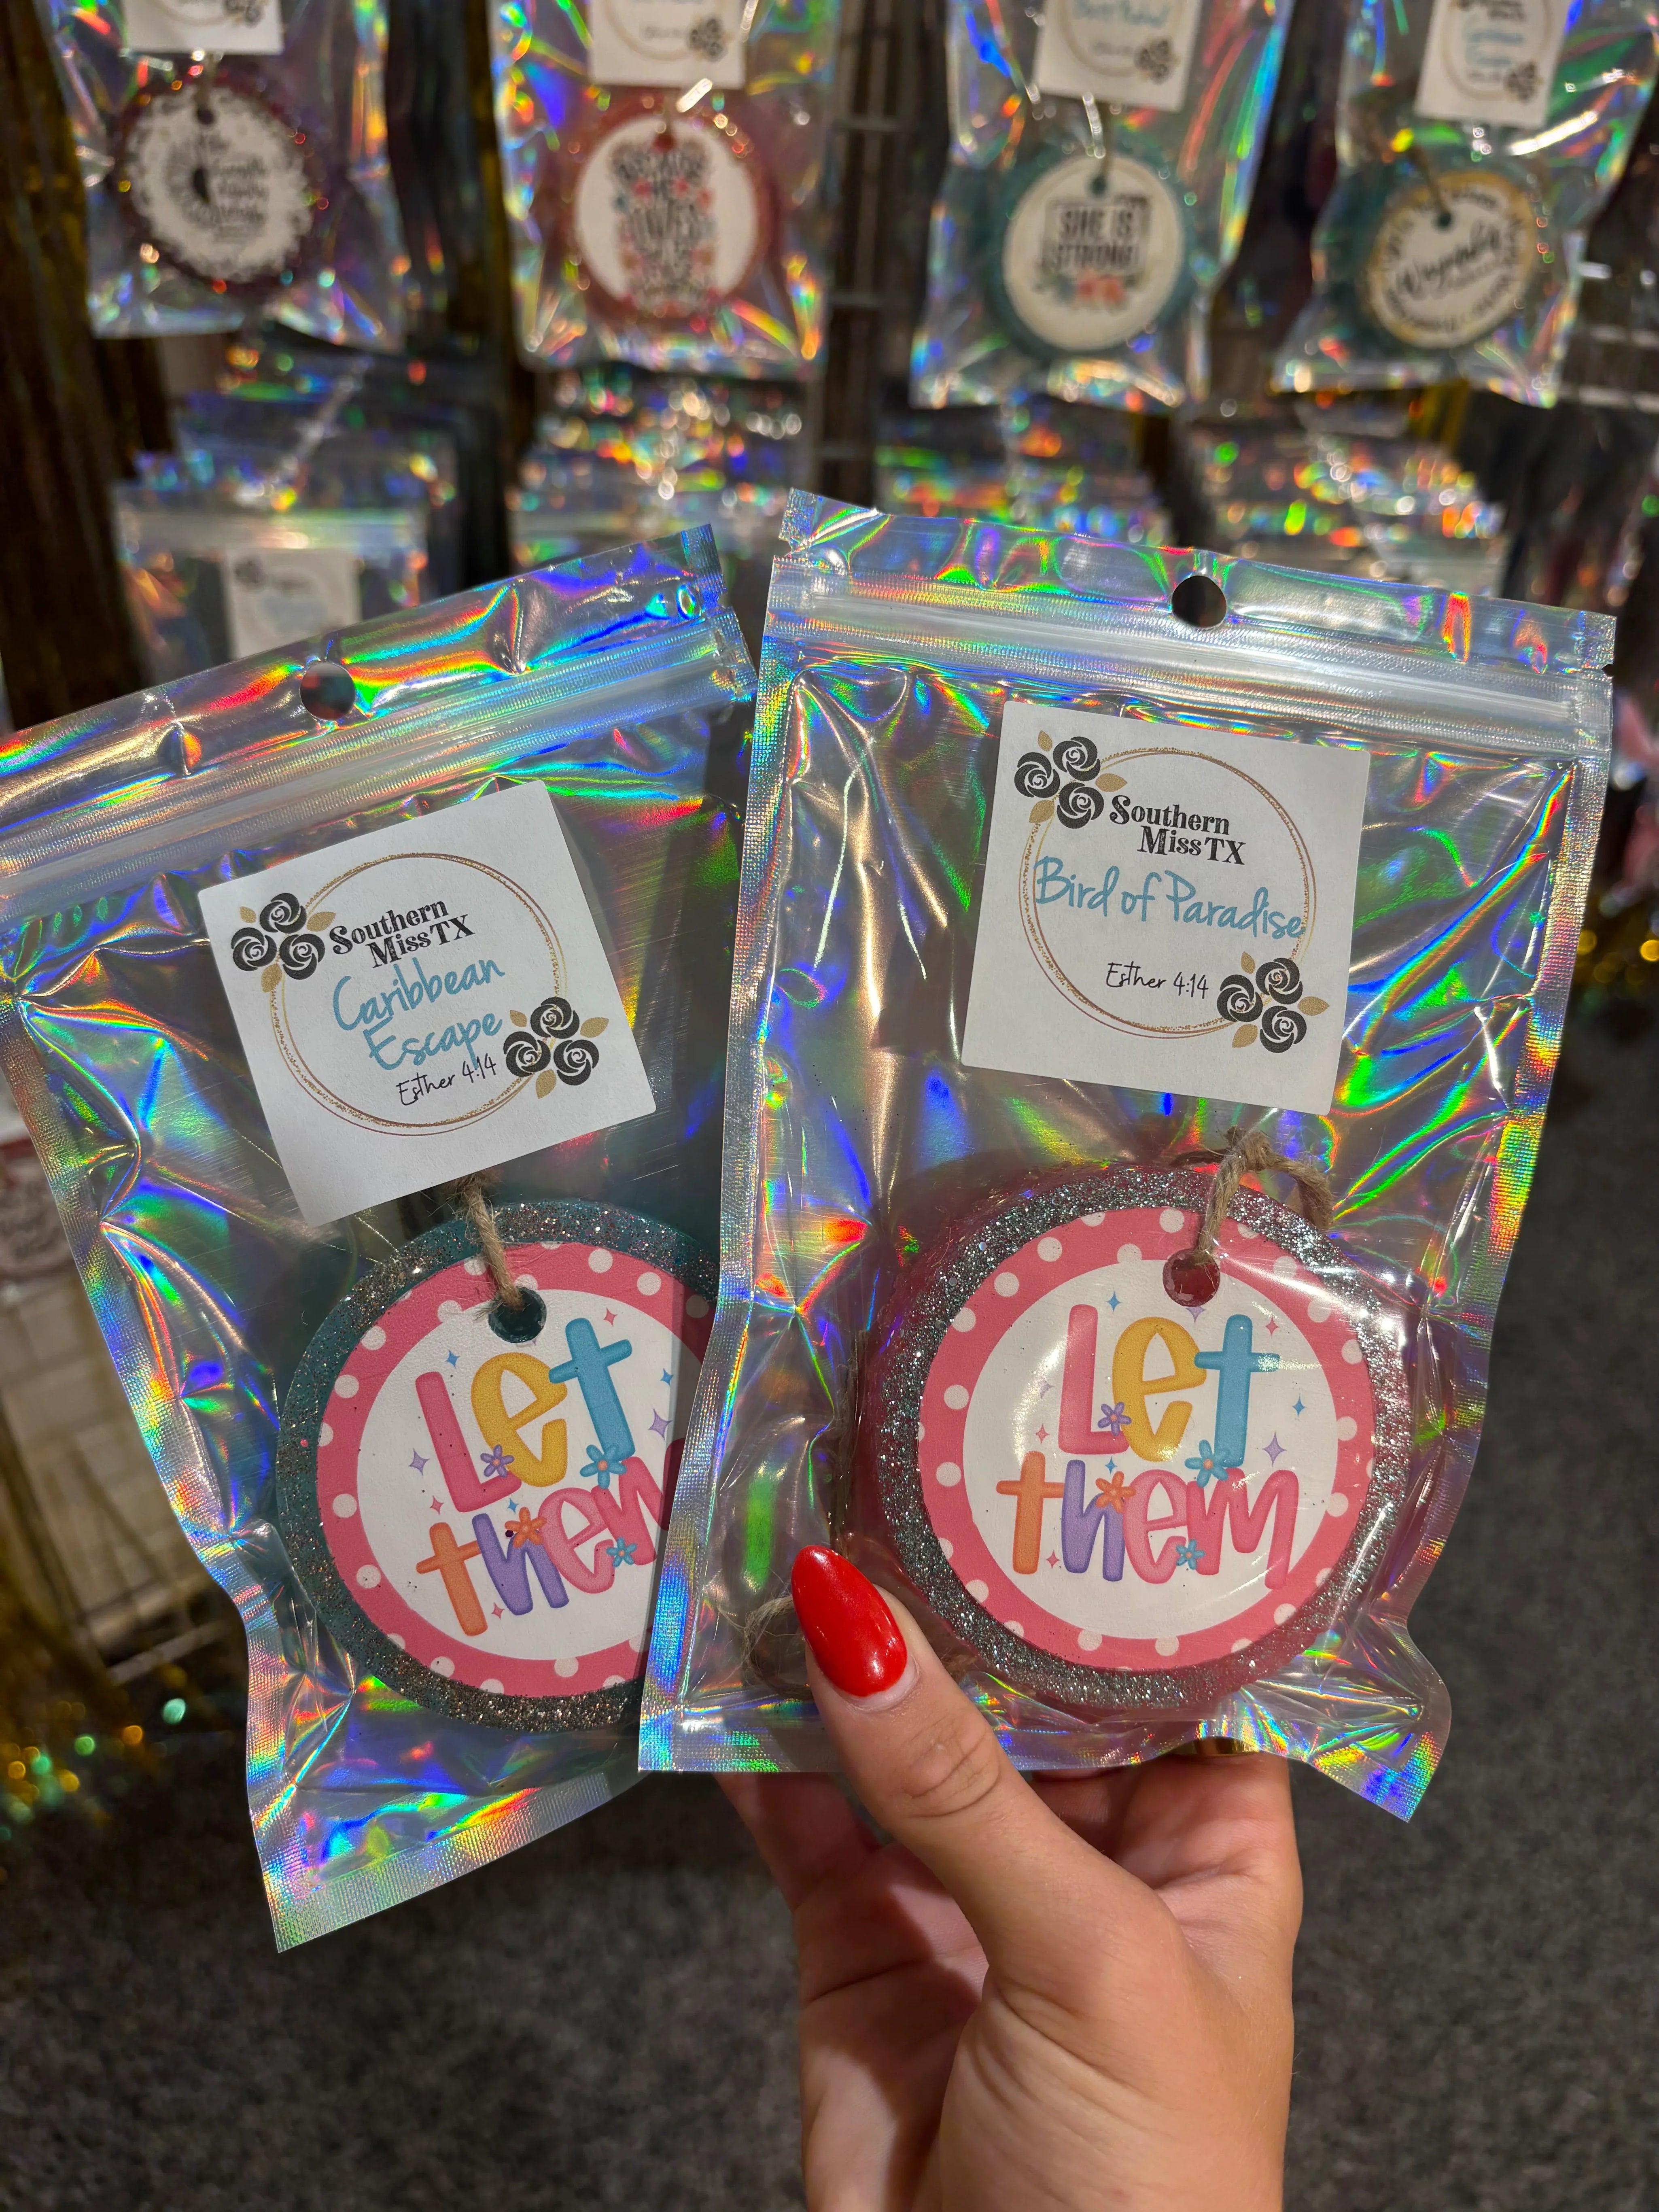 SHE IS
STRONG
Southern
Miss TX
Caribbean
Escape
Esther 4:14
Let
them
Southern
Miss TX
Bird of Paradise
Esther 4:14
Let
them